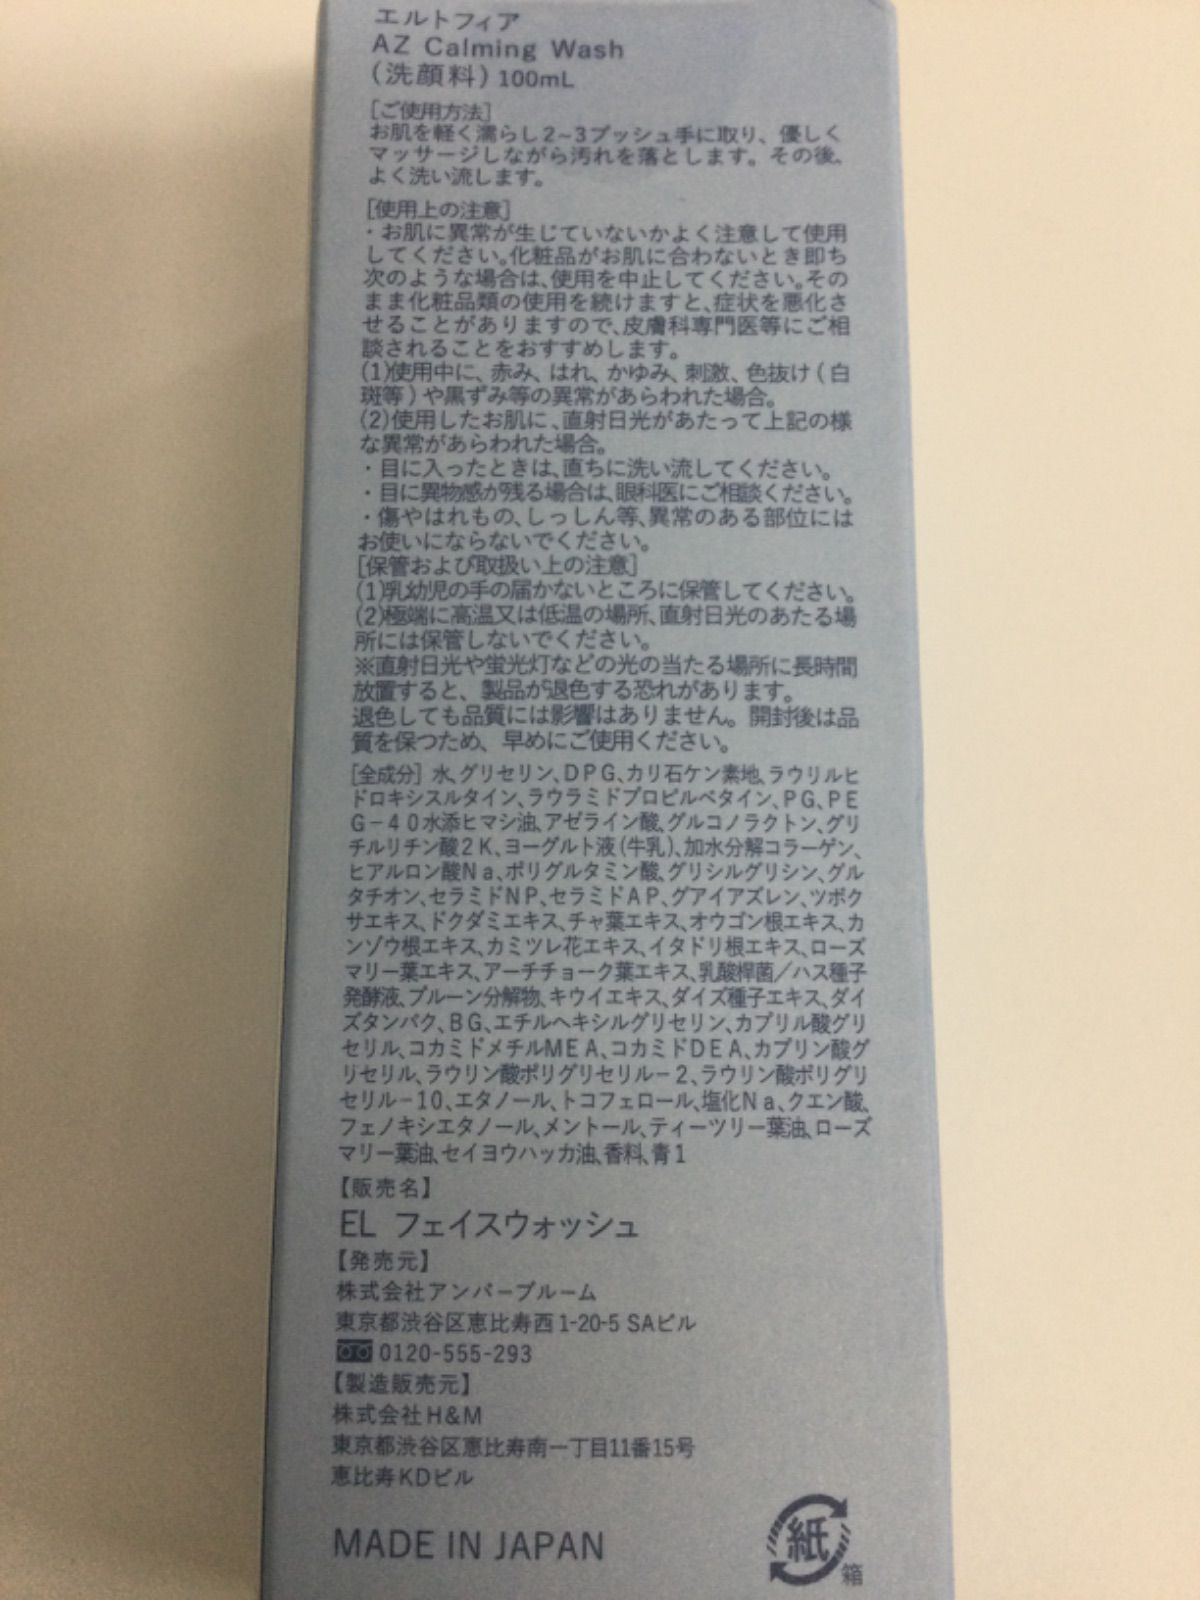 エルトフィア
AZ Calming Wash
(洗顔料) 100mL
[ご使用方法]
お肌を軽く濡らし2~3プッシュ手に取り、優しく
マッサージしながら汚れを落とします。その後、
よく洗い流します。
[使用上の注意]
・お肌に異常が生じていないかよく注意して使用
してください。化粧品がお肌に合わないとき即ち
次のような場合は、使用を中止してください。その
まま化粧品類の使用を続けますと、症状を悪化さ
せることがありますので、皮膚科専門医等にご相
談されることをおすすめします。
(1)使用中に、赤み、はれ、かゆみ、刺激、色抜け(白
斑等)や黒ずみ等の異常があらわれた場合。
(2)使用したお肌に、直射日光があたって上記の様
な異常があらわれた場合。
・目に入ったときは、直ちに洗い流してください。
・目に異物感が残る場合は、眼科医にご相談ください。
・傷やはれもの、しっしん等、異常のある部位には
お使いにならないでください。
[保管および取扱い上の注意]
(1)乳幼児の手の届かないところに保管してください。
(2)極端に高温又は低温の場所、直射日光のあたる場
所には保管しないでください。
※直射日光や蛍光灯などの光の当たる場所に長時間
放置すると、製品が退色する恐れがあります。
退色しても品質には影響はありません。開封後は品
質を保つため、早めにご使用ください。
[全成分] 水、グリセリン、DPG、カリ石ケン素地、ラウリルヒ
ドロキシスルタイン、ラウラミドプロピルベタイン、PG、PE
G-40水添ヒマシ油、アゼライン酸、グルコノラクトン、グリ
チルリチン酸2K、ヨーグルト液(牛乳)、加水分解コラーゲン、
ヒアルロン酸Na、ポリグルタミン酸、グリシルグリシン、グル
タチオン、セラミドNP、セラミドAP、グアイアズレン、ツボク
サエキス、ドクダミエキス、チャ葉エキス、オウゴン根エキス、カ
ンゾウ根エキス、カミツレ花エキス、イタドリ根エキス、ローズ
マリー葉エキス、アーチチョーク葉エキス、乳酸桿菌/ハス種子
発酵液、プルーン分解物、キウイエキス、ダイズ種子エキス、ダイ
ズタンパク、BG、エチルヘキシルグリセリン、カプリル酸グリ
セリル、コカミドメチルMEA、コカミドDEA、カプリン酸グ
リセリル、ラウリン酸ポリグリセリル-2、ラウリン酸ポリグリ
セリル-10、エタノール、トコフェロール、塩化Na、クエン酸、
フェノキシエタノール、メントール、ティーツリー葉油、ローズ
マリー葉油、セイヨウハッカ油、香料、青1
【販売名】
EL フェイスウォッシュ
【発売元】
株式会社アンバーブルーム
東京都渋谷区恵比寿西1-20-5 SAビル
0120-555-293
【製造販売元】
株式会社H&M
東京都渋谷区恵比寿南一丁目11番15号
恵比寿KDビル
MADE IN JAPAN
紙
箱